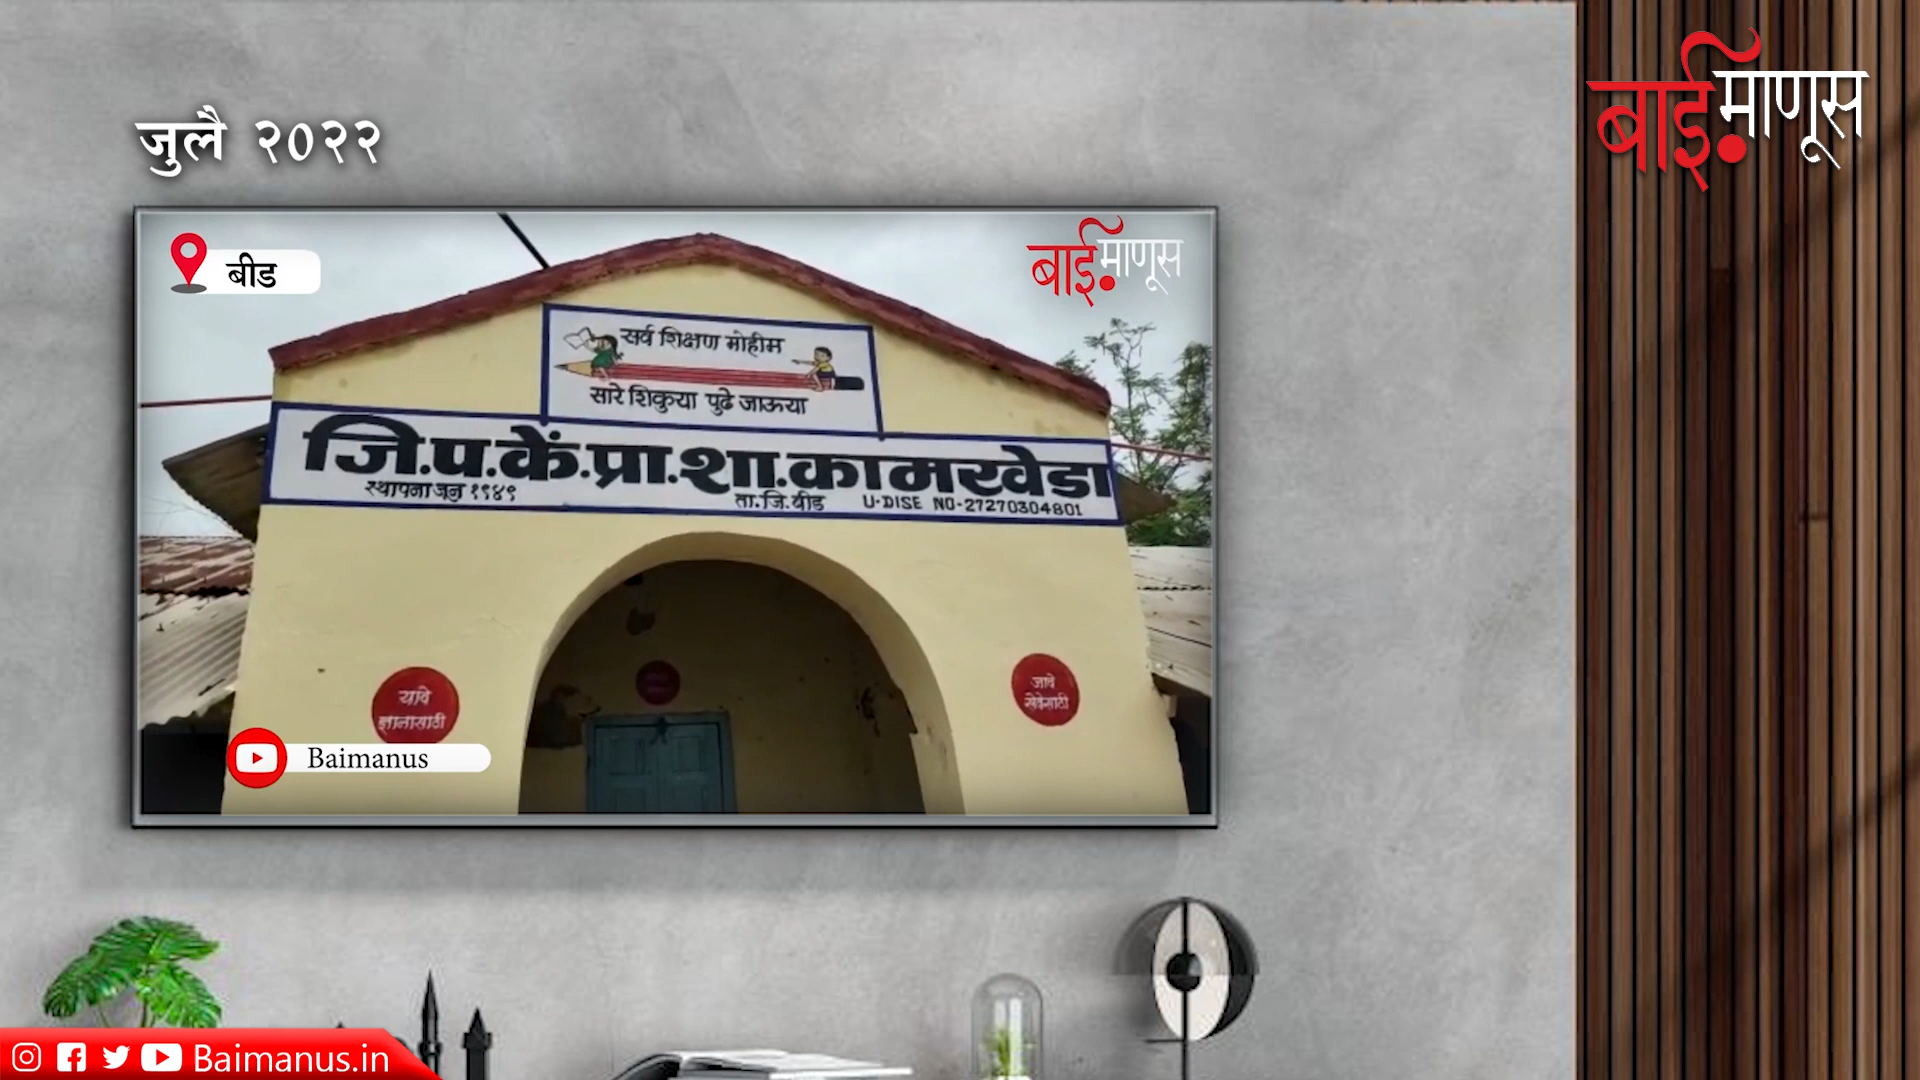 बाईमाणूस
जुलै २०२२
बीड
बाईमाणूस
सर्व शिक्षण मोहीम
सारे शिकुया पुढे जाऊया
जि.प.कें.प्रा.शा.कामखेडा
स्थापना जून १९४९ ता.जि.बीड U-DISE NO-27270304801
यावे
ज्ञानासाठी
जावे
सेवेसाठी
Baimanus
Baimanus.in